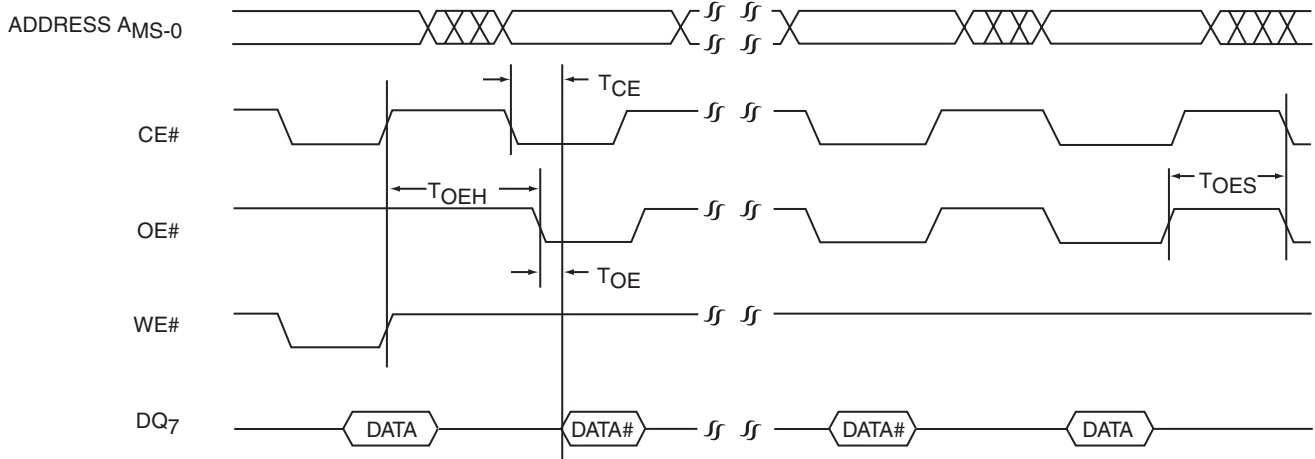 ADDRESS AMS-0
TCE
CE#
TOEH
TOES
OE#
TOE
WE#
DQ7
DATA DATA# DATA# DATA